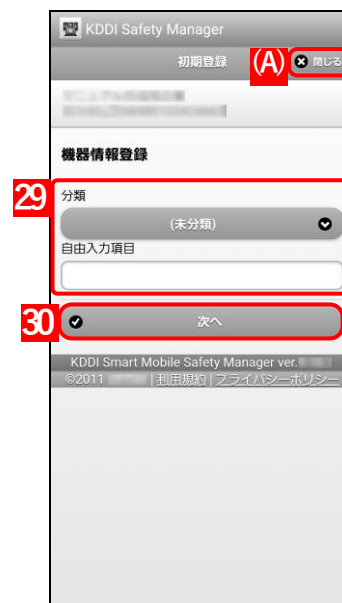 KDDI Safety Manager
初期登録
(A)
閉じる
機器情報登録
29
分類
(未分類)
自由入力項目
30
次へ
KDDI Smart Mobile Safety Manager ver.
©2011 | 利用規約 | プライバシーポリシー